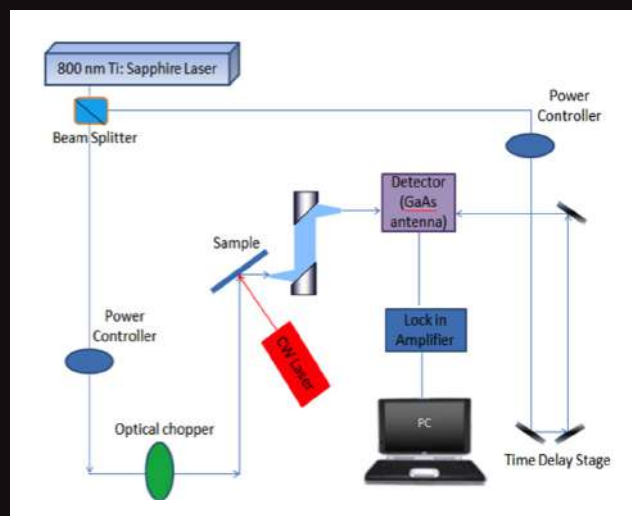 800 nm Ti: Sapphire Laser
Beam Splitter
Power
Controller
Detector
(GaAs
antenna)
Sample
Lock in
Amplifier
CW Laser
Power
Controller
Optical chopper
PC
Time Delay Stage